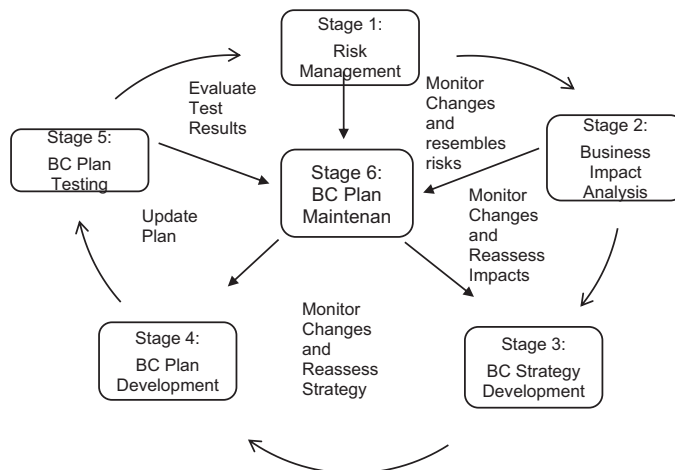 Stage 1:
Risk
Management
Evaluate
Test
Results
Monitor
Changes
and
resembles
risks
Stage 5:
BC Plan
Testing
Stage 2:
Business
Impact
Analysis
Stage 6:
BC Plan
Maintenan
Update
Plan
Monitor
Changes
and
Reassess
Impacts
Stage 4:
BC Plan
Development
Monitor
Changes
and
Reassess
Strategy
Stage 3:
BC Strategy
Development